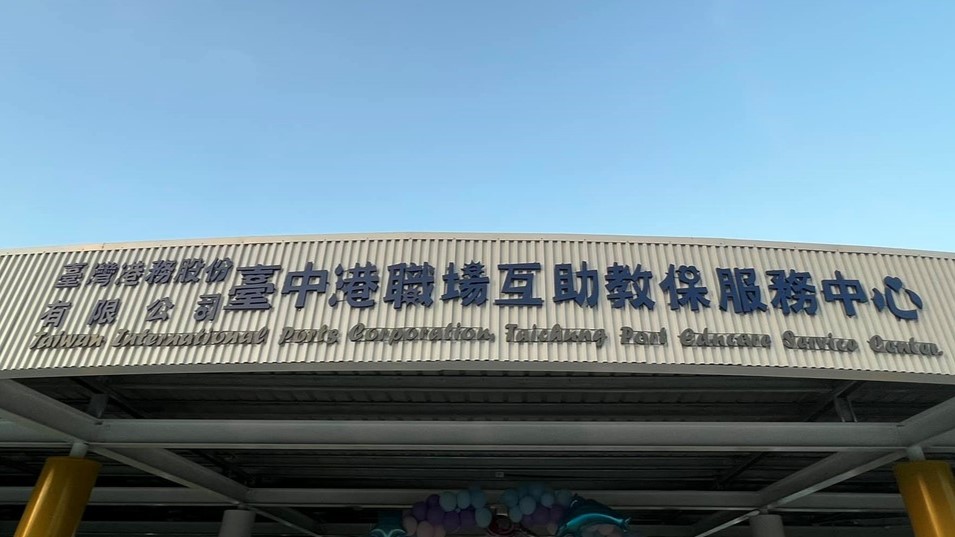 臺灣港務股份
有限公司
臺中港職場互助教保服務中心
Taiwan International Ports Corporation, Taichung Port Educare Service Center